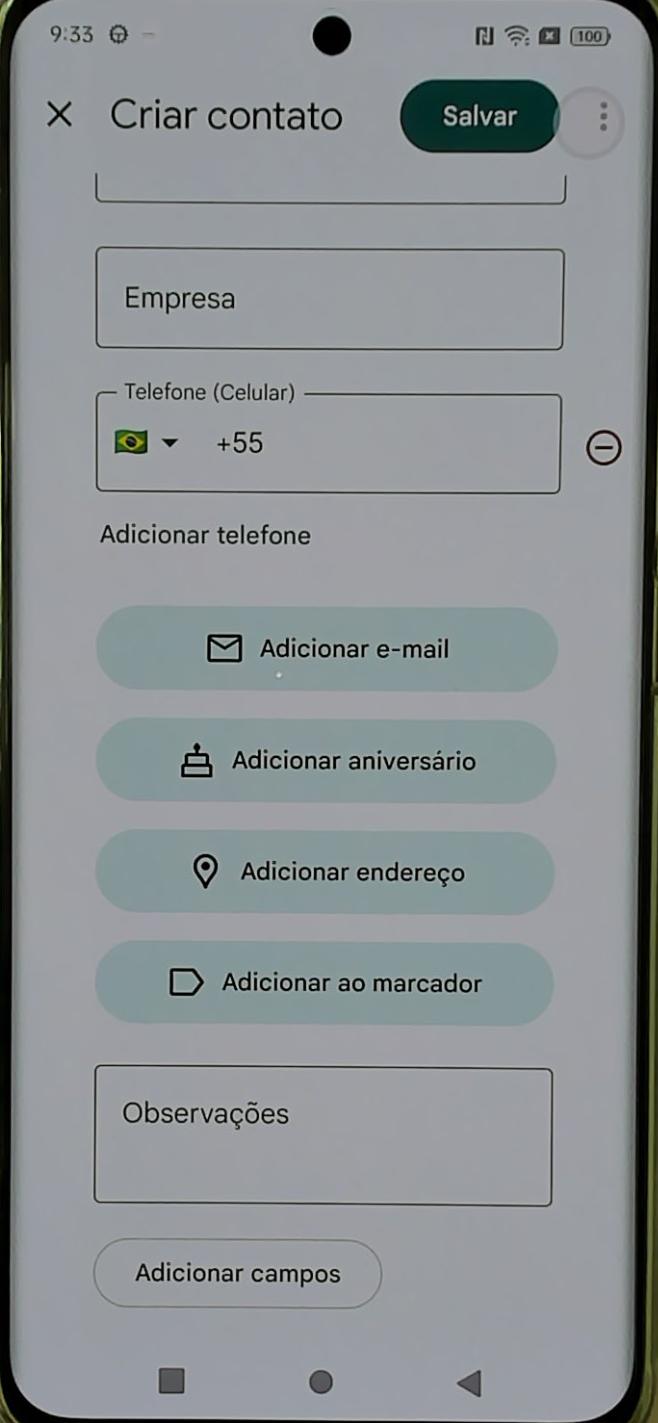 9:33
100
Criar contato
Salvar
Empresa
Telefone (Celular)
+55
Adicionar telefone
Adicionar e-mail
Adicionar aniversário
Adicionar endereço
Adicionar ao marcador
Observações
Adicionar campos